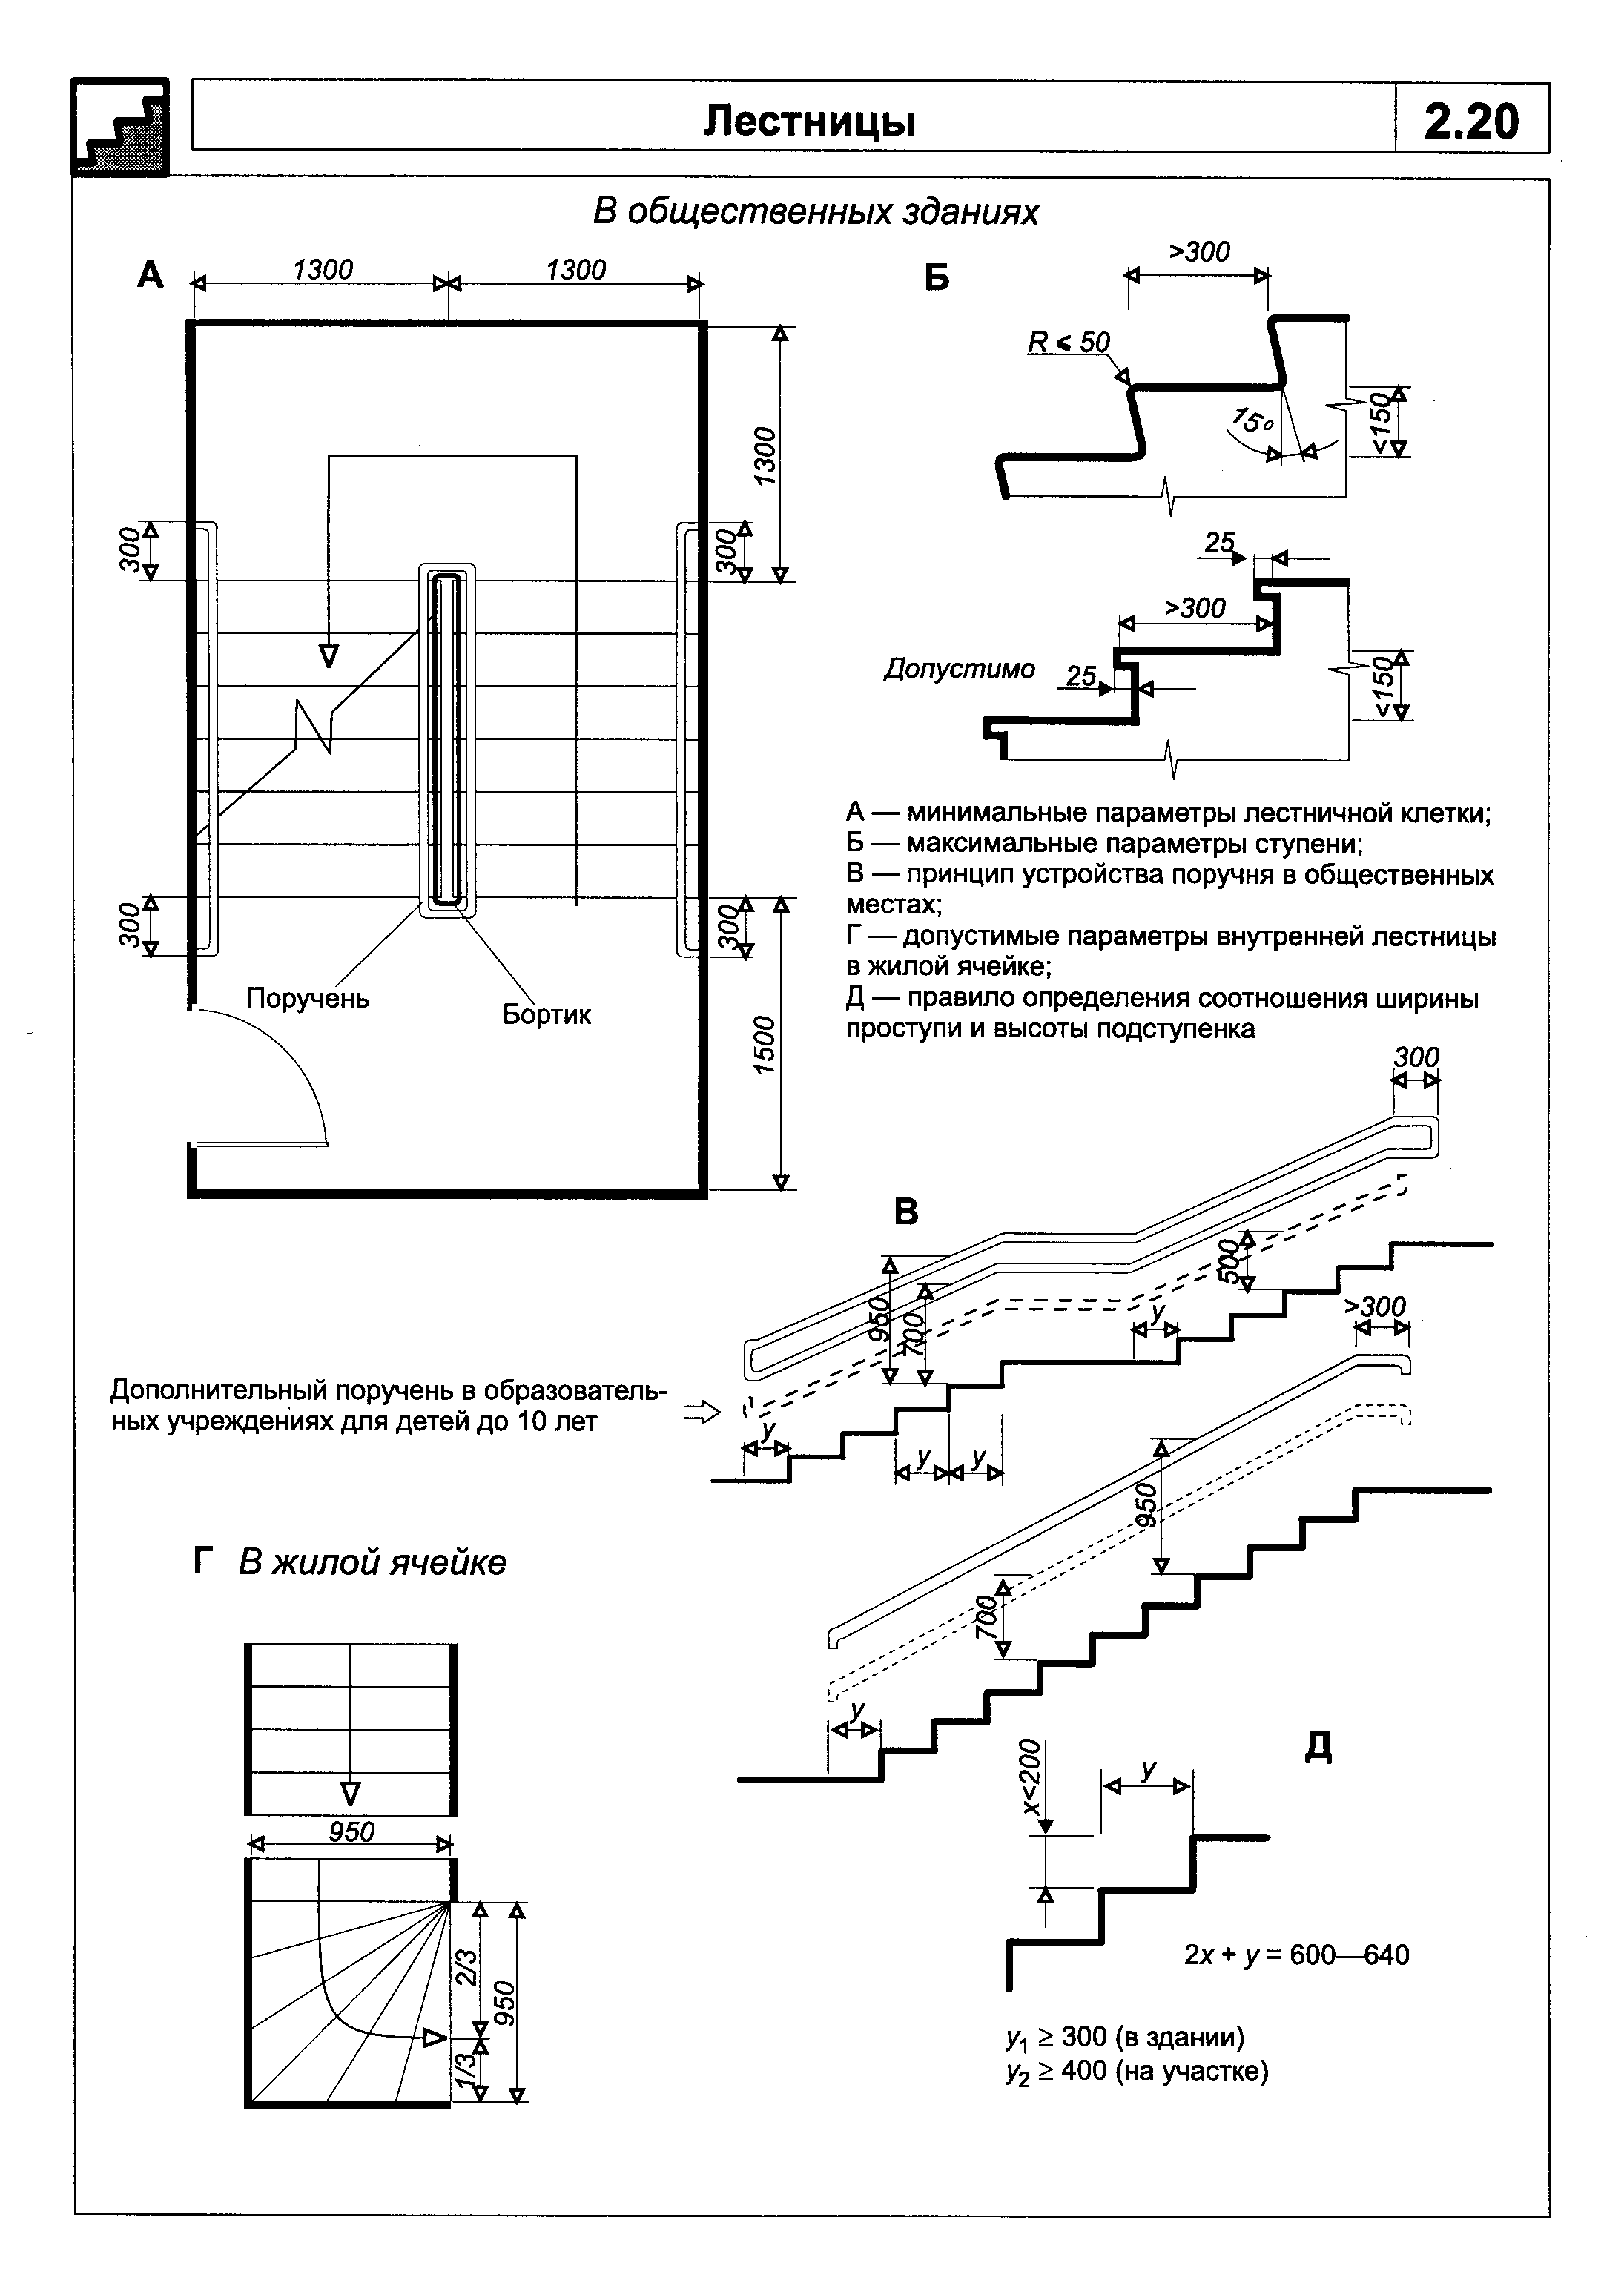 Лестницы
2.20
В общественных зданиях
А
1300
1300
1300
300
300
300
300
1500
Поручень
Бортик
Б
>300
R ⩽ 50
15°
<150
25
>300
Допустимо
25
<150
А — минимальные параметры лестничной клетки;
Б — максимальные параметры ступени;
В — принцип устройства поручня в общественных
местах;
Г — допустимые параметры внутренней лестницы
в жилой ячейке;
Д — правило определения соотношения ширины
проступи и высоты подступенка
В
300
950
700
500
y
>300
Дополнительный поручень в образователь-
ных учреждениях для детей до 10 лет
y
y
y
950
700
y
Г В жилой ячейке
950
2/3
950
1/3
Д
x<200
y
2x + y = 600—640
y₁ ≥ 300 (в здании)
y₂ ≥ 400 (на участке)